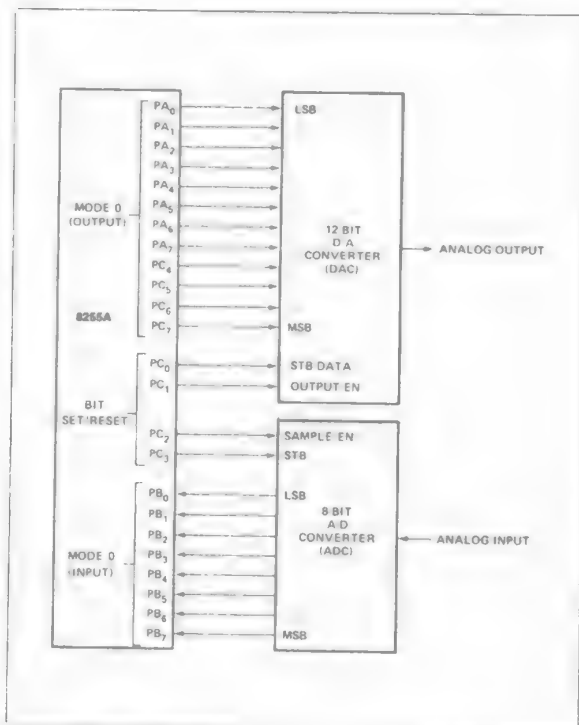 PA0
LSB
PA1
PA2
PA3
PA4
MODE 0
(OUTPUT)
PA5
PA6
PA7
PC4
PC5
PC6
PC7
MSB
12 BIT
D A
CONVERTER
(DAC)
ANALOG OUTPUT
8255A
PC0
STB DATA
PC1
OUTPUT EN
BIT
SET/RESET
PC2
SAMPLE EN
PC3
STB
PB0
LSB
PB1
PB2
PB3
MODE 0
(INPUT)
PB4
PB5
PB6
PB7
MSB
8 BIT
A D
CONVERTER
(ADC)
ANALOG INPUT